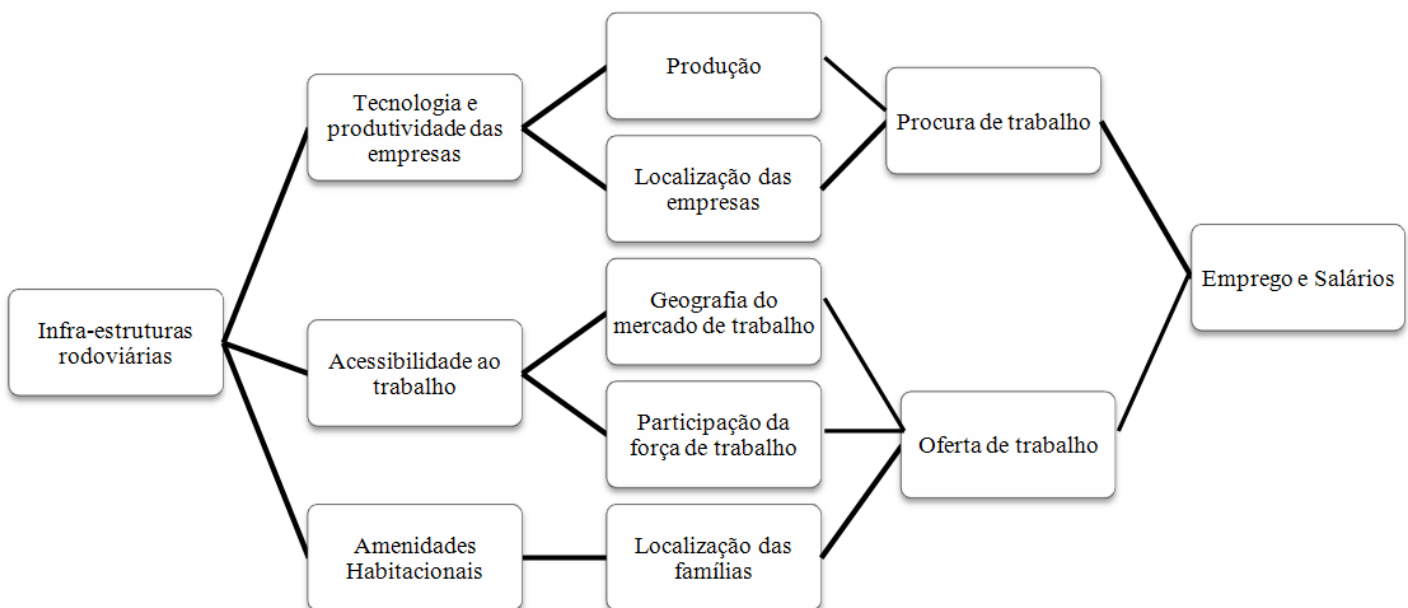 Infra-estruturas
rodoviárias
Tecnologia e
produtividade das
empresas
Acessibilidade ao
trabalho
Amenidades
Habitacionais
Produção
Localização das
empresas
Geografia do
mercado de trabalho
Participação da
força de trabalho
Localização das
famílias
Procura de trabalho
Oferta de trabalho
Emprego e Salários